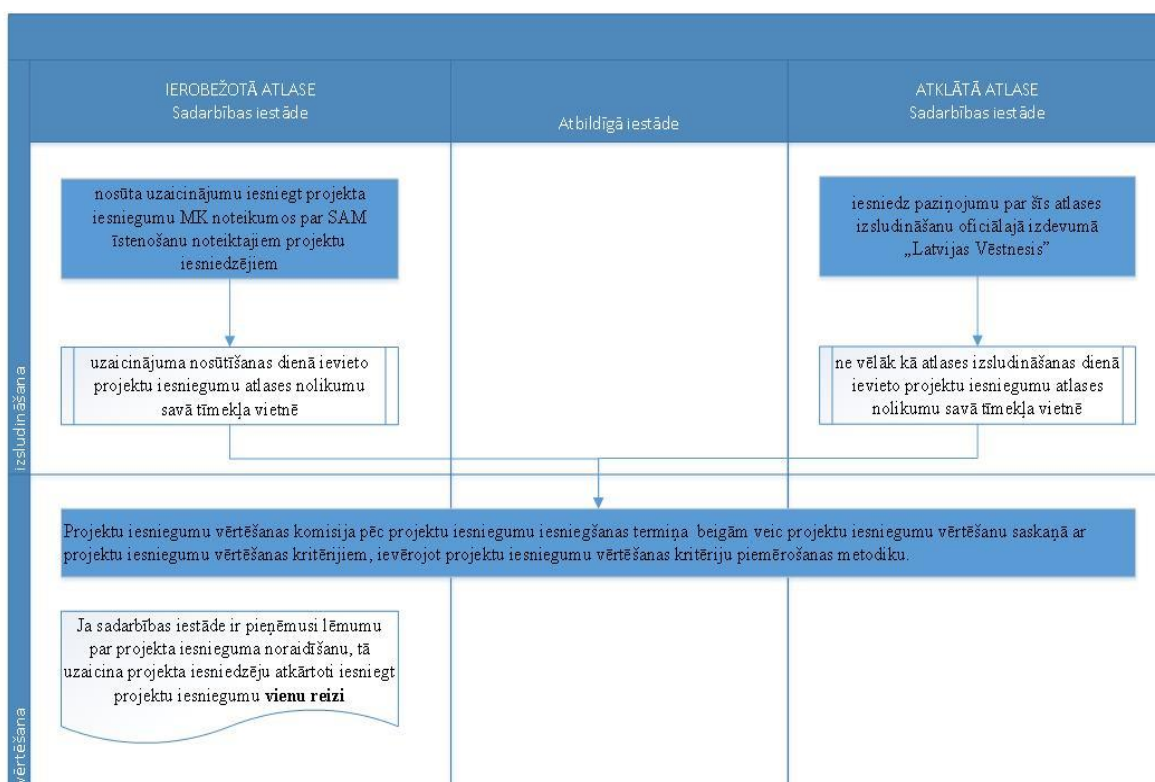 IEROBEŽOTĀ ATLASE
Sadarbības iestāde
Atbildīgā iestāde
ATKLĀTĀ ATLASE
Sadarbības iestāde
izsludināšana
nosūta uzaicinājumu iesniegt projekta
iesniegumu MK noteikumos par SAM
īstenošanu noteiktajiem projektu
iesniedzējiem
iesniedz paziņojumu par šīs atlases
izsludināšanu oficiālajā izdevumā
„Latvijas Vēstnesis”
uzaicinājuma nosūtīšanas dienā ievieto
projektu iesniegumu atlases nolikumu
savā tīmekļa vietnē
ne vēlāk kā atlases izsludināšanas dienā
ievieto projektu iesniegumu atlases
nolikumu savā tīmekļa vietnē
vērtēšana
Projektu iesniegumu vērtēšanas komisija pēc projektu iesniegumu iesniegšanas termiņa beigām veic projektu iesniegumu vērtēšanu saskaņā ar
projektu iesniegumu vērtēšanas kritērijiem, ievērojot projektu iesniegumu vērtēšanas kritēriju piemērošanas metodiku.
Ja sadarbības iestāde ir pieņēmusi lēmumu
par projekta iesnieguma noraidīšanu, tā
uzaicina projekta iesniedzēju atkārtoti iesniegt
projektu iesniegumu vienu reizi